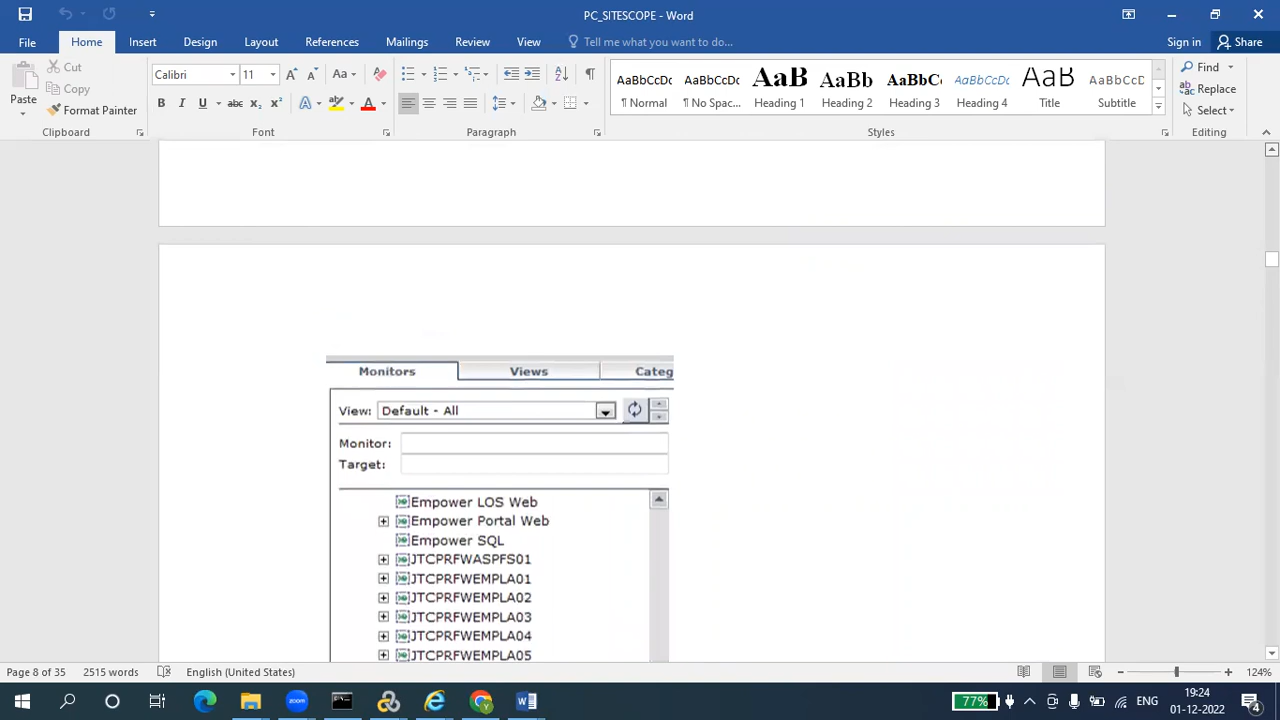 PC_SITESCOPE - Word
File Home Insert Design Layout References Mailings Review View Tell me what you want to do... Sign in Share
Paste
Cut
Copy
Format Painter
Clipboard
Calibri 11
Font
Paragraph
AaBbCcDc AaBbCcDc AaB AaBb AaBbC AaBbCcDc AaB AaBbCcD
¶ Normal ¶ No Spac... Heading 1 Heading 2 Heading 3 Heading 4 Title Subtitle
Styles
Find
Replace
Select
Editing
Monitors Views Categ
View: Default - All
Monitor:
Target:
Empower LOS Web
Empower Portal Web
Empower SQL
JTCPRFWASPFS01
JTCPRFWEMPLA01
JTCPRFWEMPLA02
JTCPRFWEMPLA03
JTCPRFWEMPLA04
JTCPRFWEMPLA05
Page 8 of 35 2515 words English (United States) 124%
zoom 77% ENG 19:24
01-12-2022 4